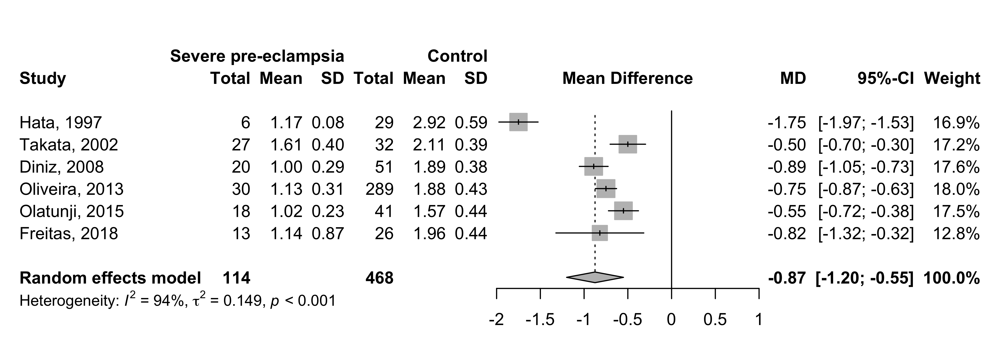 Severe pre-eclampsia Control
Study Total Mean SD Total Mean SD Mean Difference MD 95%-CI Weight
Hata, 1997 6 1.17 0.08 29 2.92 0.59 -1.75 [-1.97; -1.53] 16.9%
Takata, 2002 27 1.61 0.40 32 2.11 0.39 -0.50 [-0.70; -0.30] 17.2%
Diniz, 2008 20 1.00 0.29 51 1.89 0.38 -0.89 [-1.05; -0.73] 17.6%
Oliveira, 2013 30 1.13 0.31 289 1.88 0.43 -0.75 [-0.87; -0.63] 18.0%
Olatunji, 2015 18 1.02 0.23 41 1.57 0.44 -0.55 [-0.72; -0.38] 17.5%
Freitas, 2018 13 1.14 0.87 26 1.96 0.44 -0.82 [-1.32; -0.32] 12.8%
Random effects model 114 468 -0.87 [-1.20; -0.55] 100.0%
Heterogeneity: I² = 94%, τ² = 0.149, p < 0.001
-2 -1.5 -1 -0.5 0 0.5 1